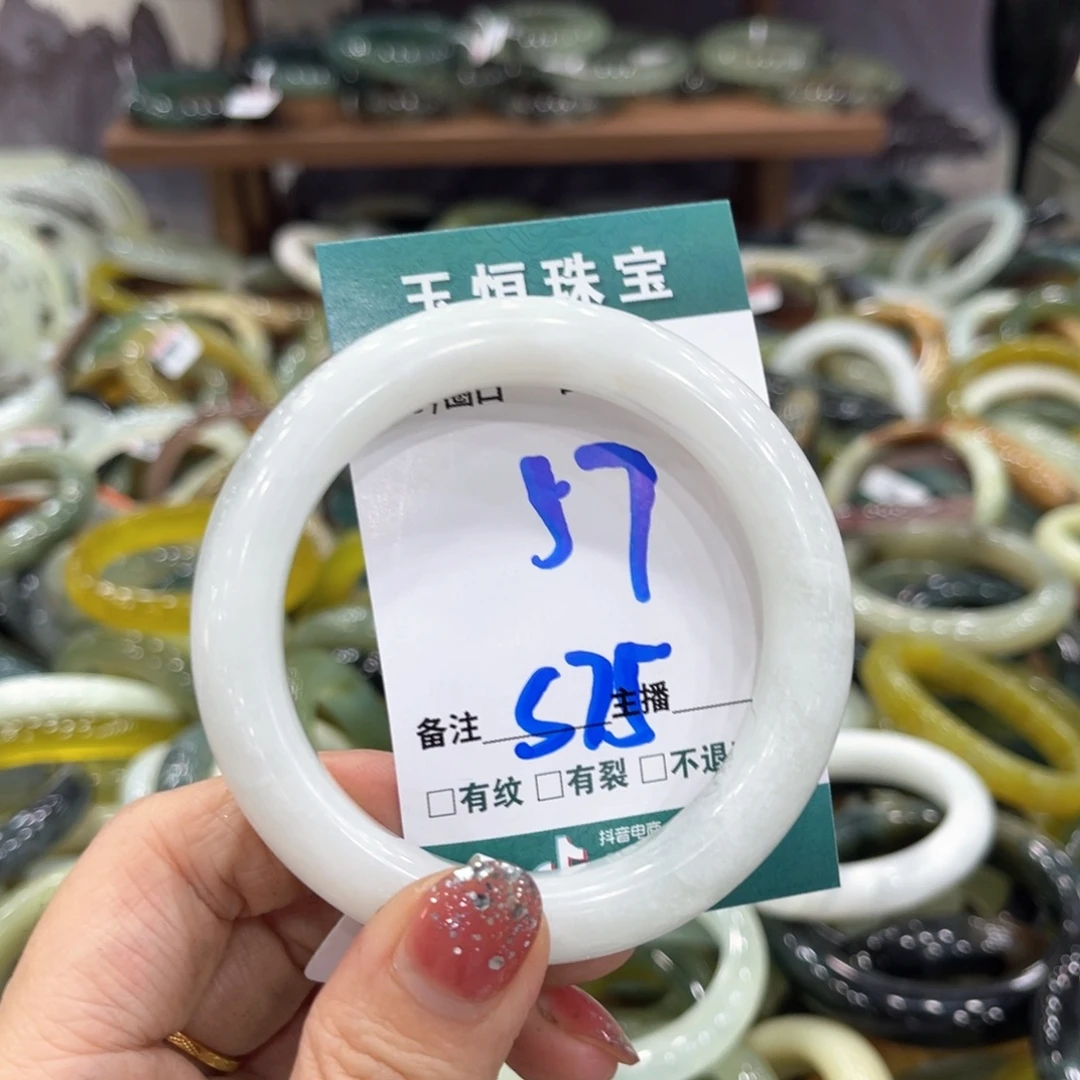 玉恒珠宝
窗口
57
575
备注 主播
□有纹 □有裂 □不退
抖音电商